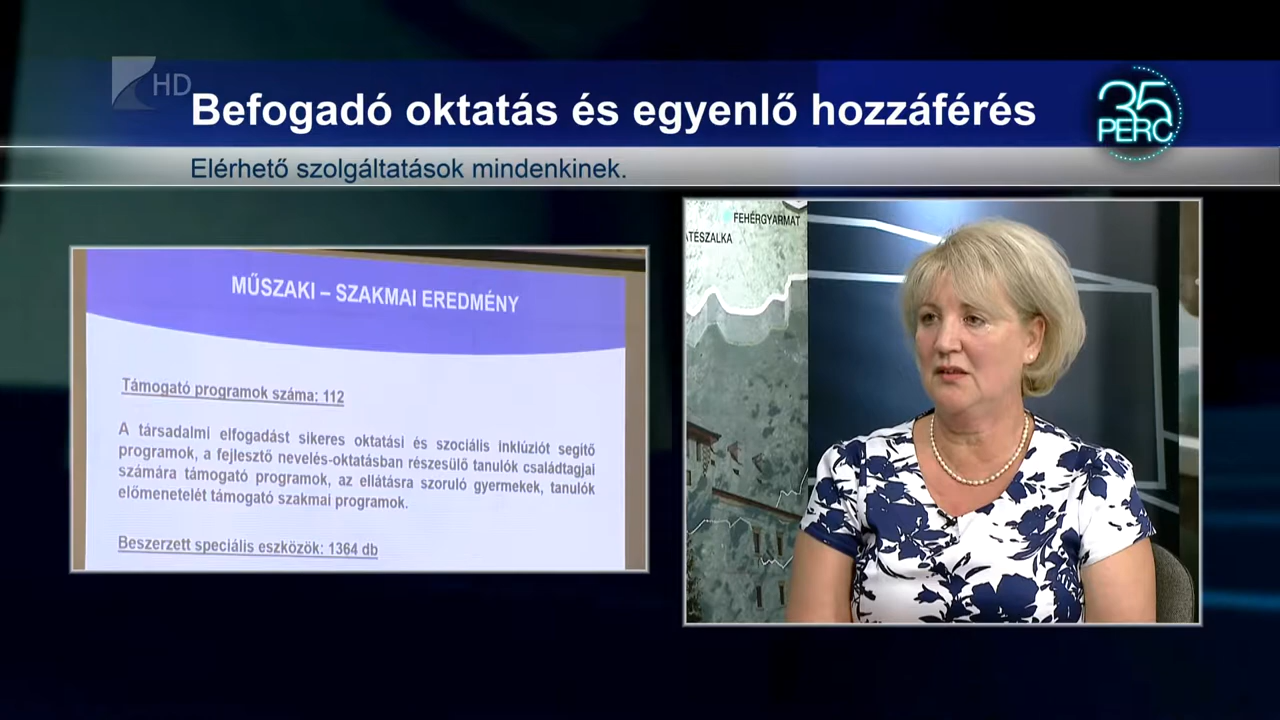 HD
Befogadó oktatás és egyenlő hozzáférés
35
PERC
Elérhető szolgáltatások mindenkinek.
FEHÉRGYARMAT
ÁTÉSZALKA
MŰSZAKI – SZAKMAI EREDMÉNY
Támogató programok száma: 112
A társadalmi elfogadást sikeres oktatási és szociális inklúziót segítő
programok, a fejlesztő nevelés-oktatásban részesülő tanulók családtagjai
számára támogató programok, az ellátásra szoruló gyermekek, tanulók
előmenetelét támogató szakmai programok.
Beszerzett speciális eszközök: 1364 db